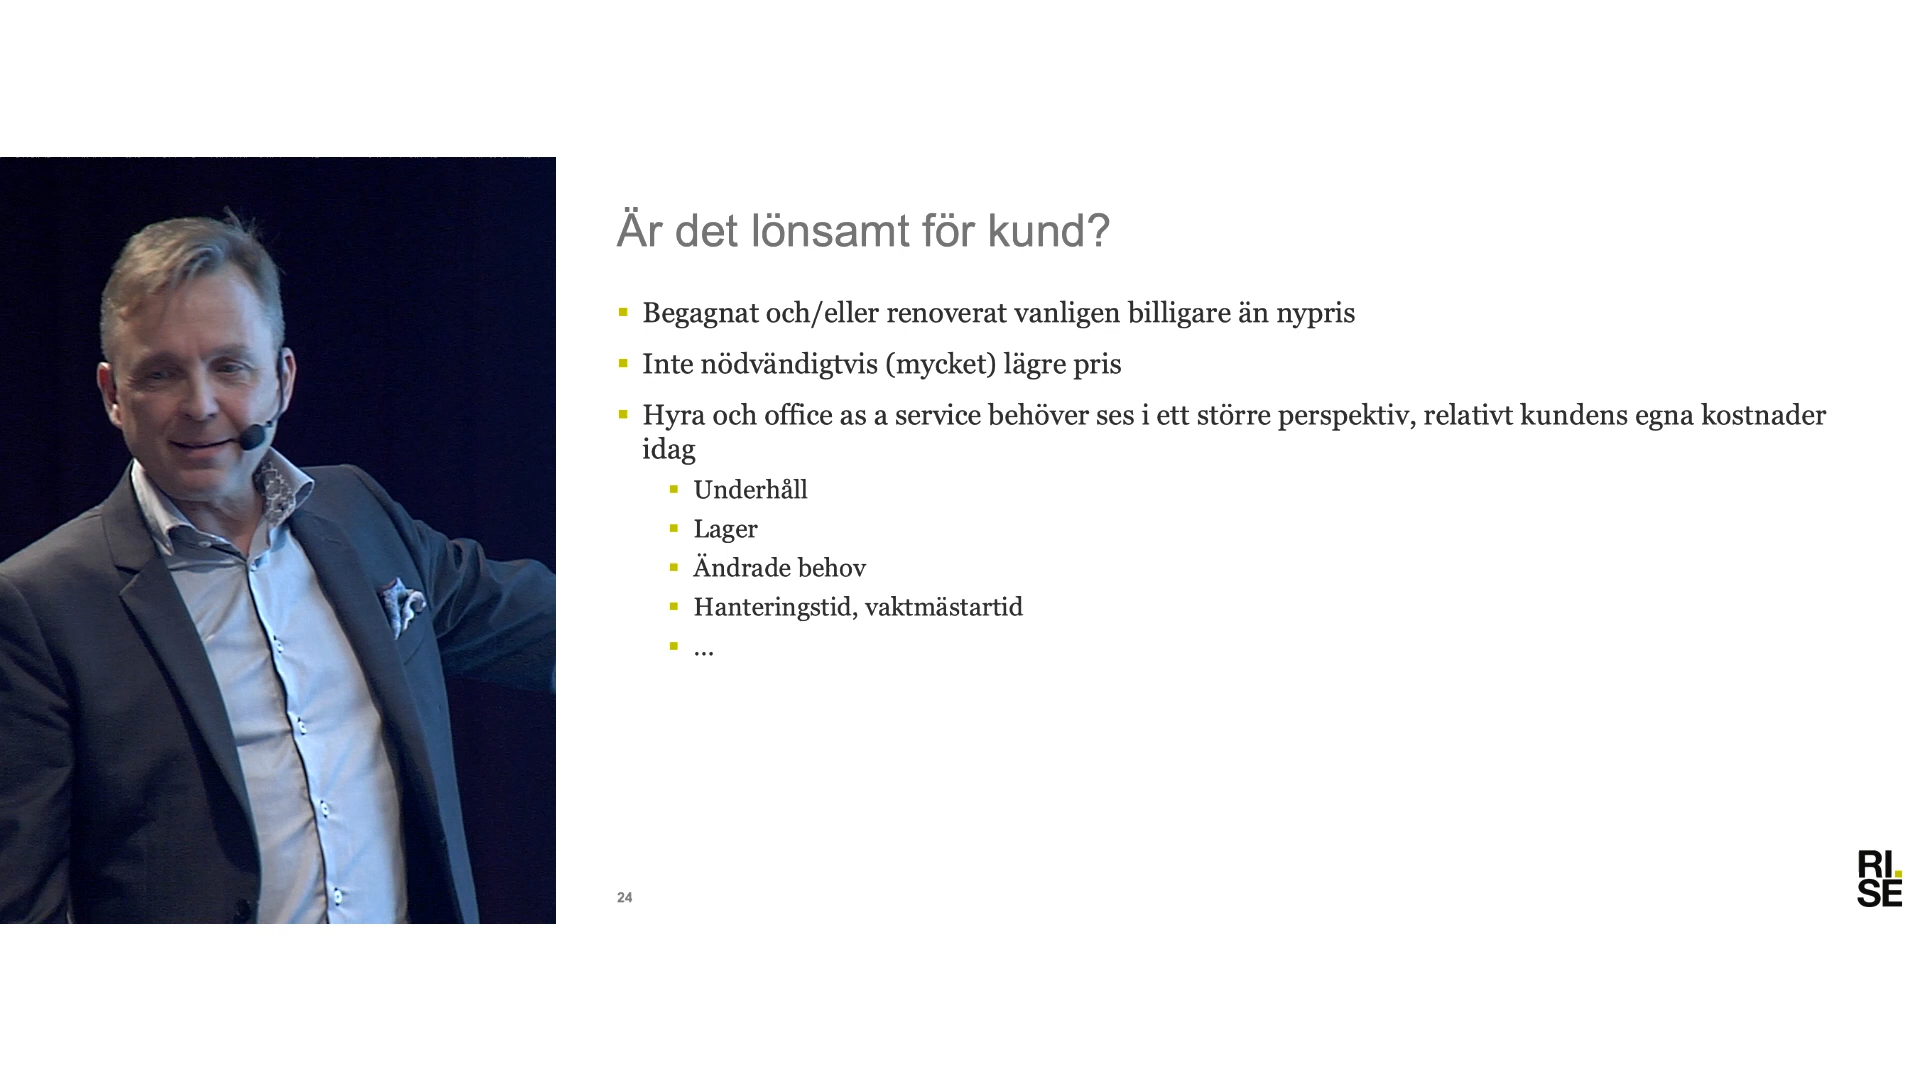 Är det lönsamt för kund?
▪ Begagnat och/eller renoverat vanligen billigare än nypris
▪ Inte nödvändigtvis (mycket) lägre pris
▪ Hyra och office as a service behöver ses i ett större perspektiv, relativt kundens egna kostnader
idag
▪ Underhåll
▪ Lager
▪ Ändrade behov
▪ Hanteringstid, vaktmästartid
▪ ...
24
RI.
SE